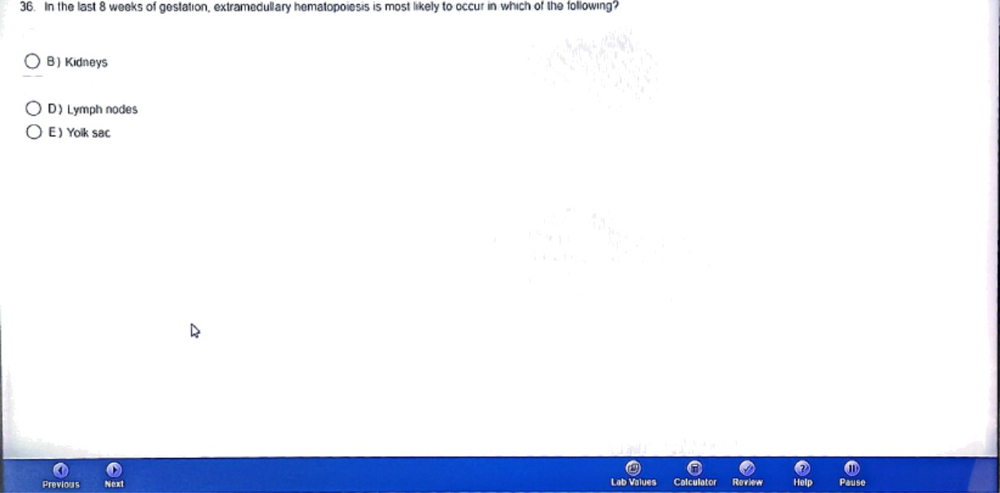 36. In the last 8 weeks of gestation, extramedullary hematopoiesis is most likely to occur in which of the following?
B) Kidneys
D) Lymph nodes
E) Yolk sac
Previous Next Lab Values Calculator Review Help Pause